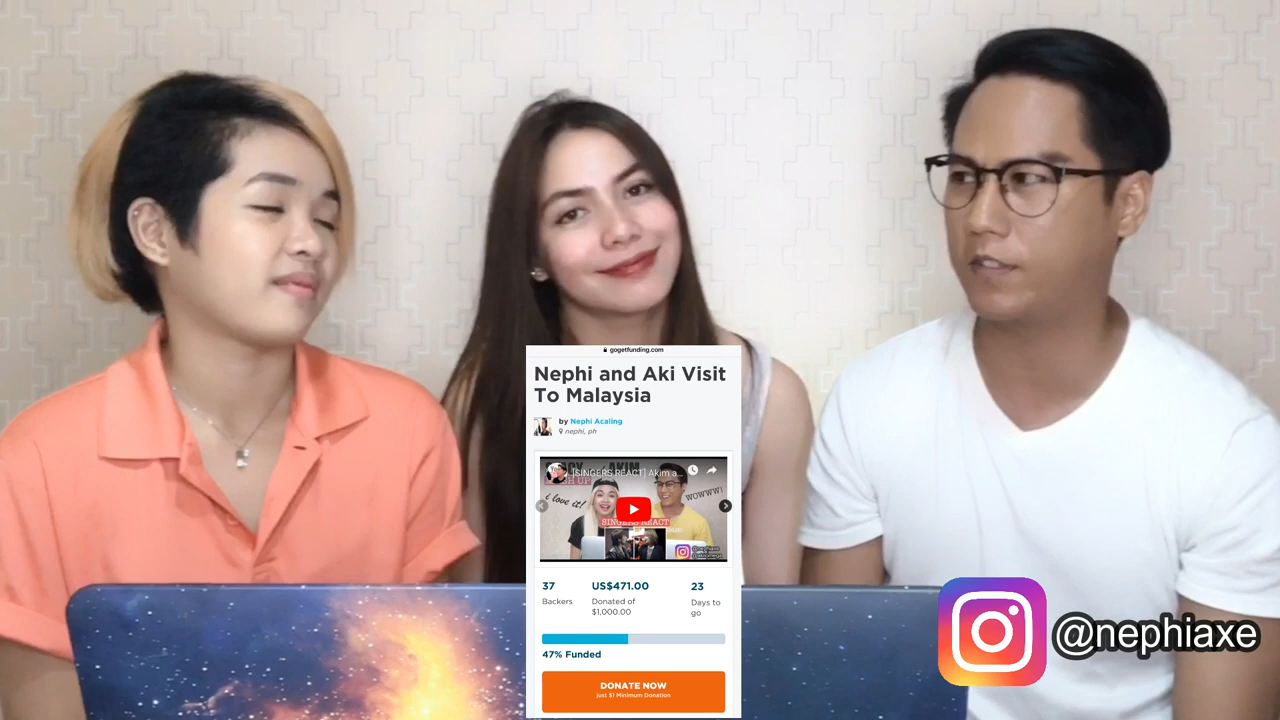 gogetfunding.com
Nephi and Aki Visit
To Malaysia
by Nephi Acaling
nephi, ph
[SINGERS REACT] Akim a...
i love it!
WOWWW!
SINGERS REACT!
@nephiaxe
37
US$471.00
23
Backers
Donated of
$1,000.00
Days to
go
47% Funded
DONATE NOW
just $1 Minimum Donation
@nephiaxe